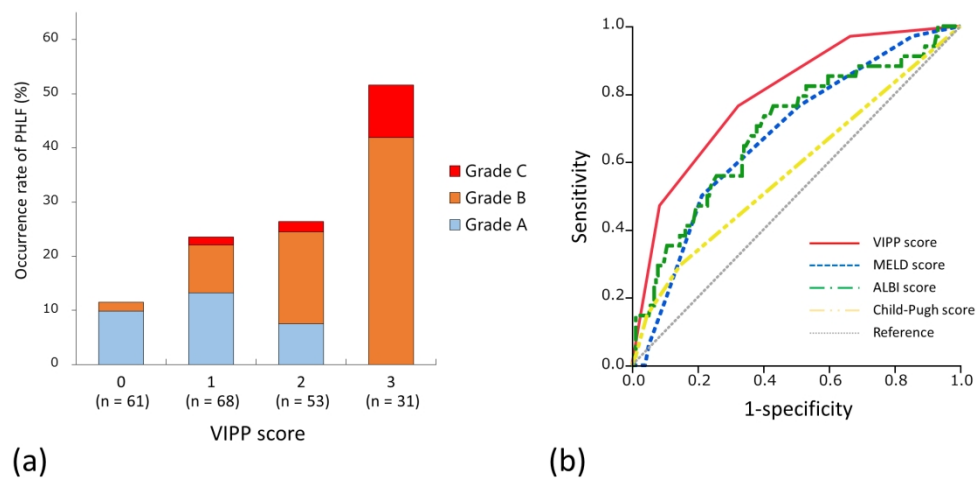 60
50
40
30
20
10
0
Occurrence rate of PHLF (%)
Grade C
Grade B
Grade A
0 1 2 3
(n = 61) (n = 68) (n = 53) (n = 31)
VIPP score
(a)
1.0
0.8
0.6
0.4
0.2
0.0
Sensitivity
VIPP score
MELD score
ALBI score
Child-Pugh score
Reference
0.0 0.2 0.4 0.6 0.8 1.0
1-specificity
(b)